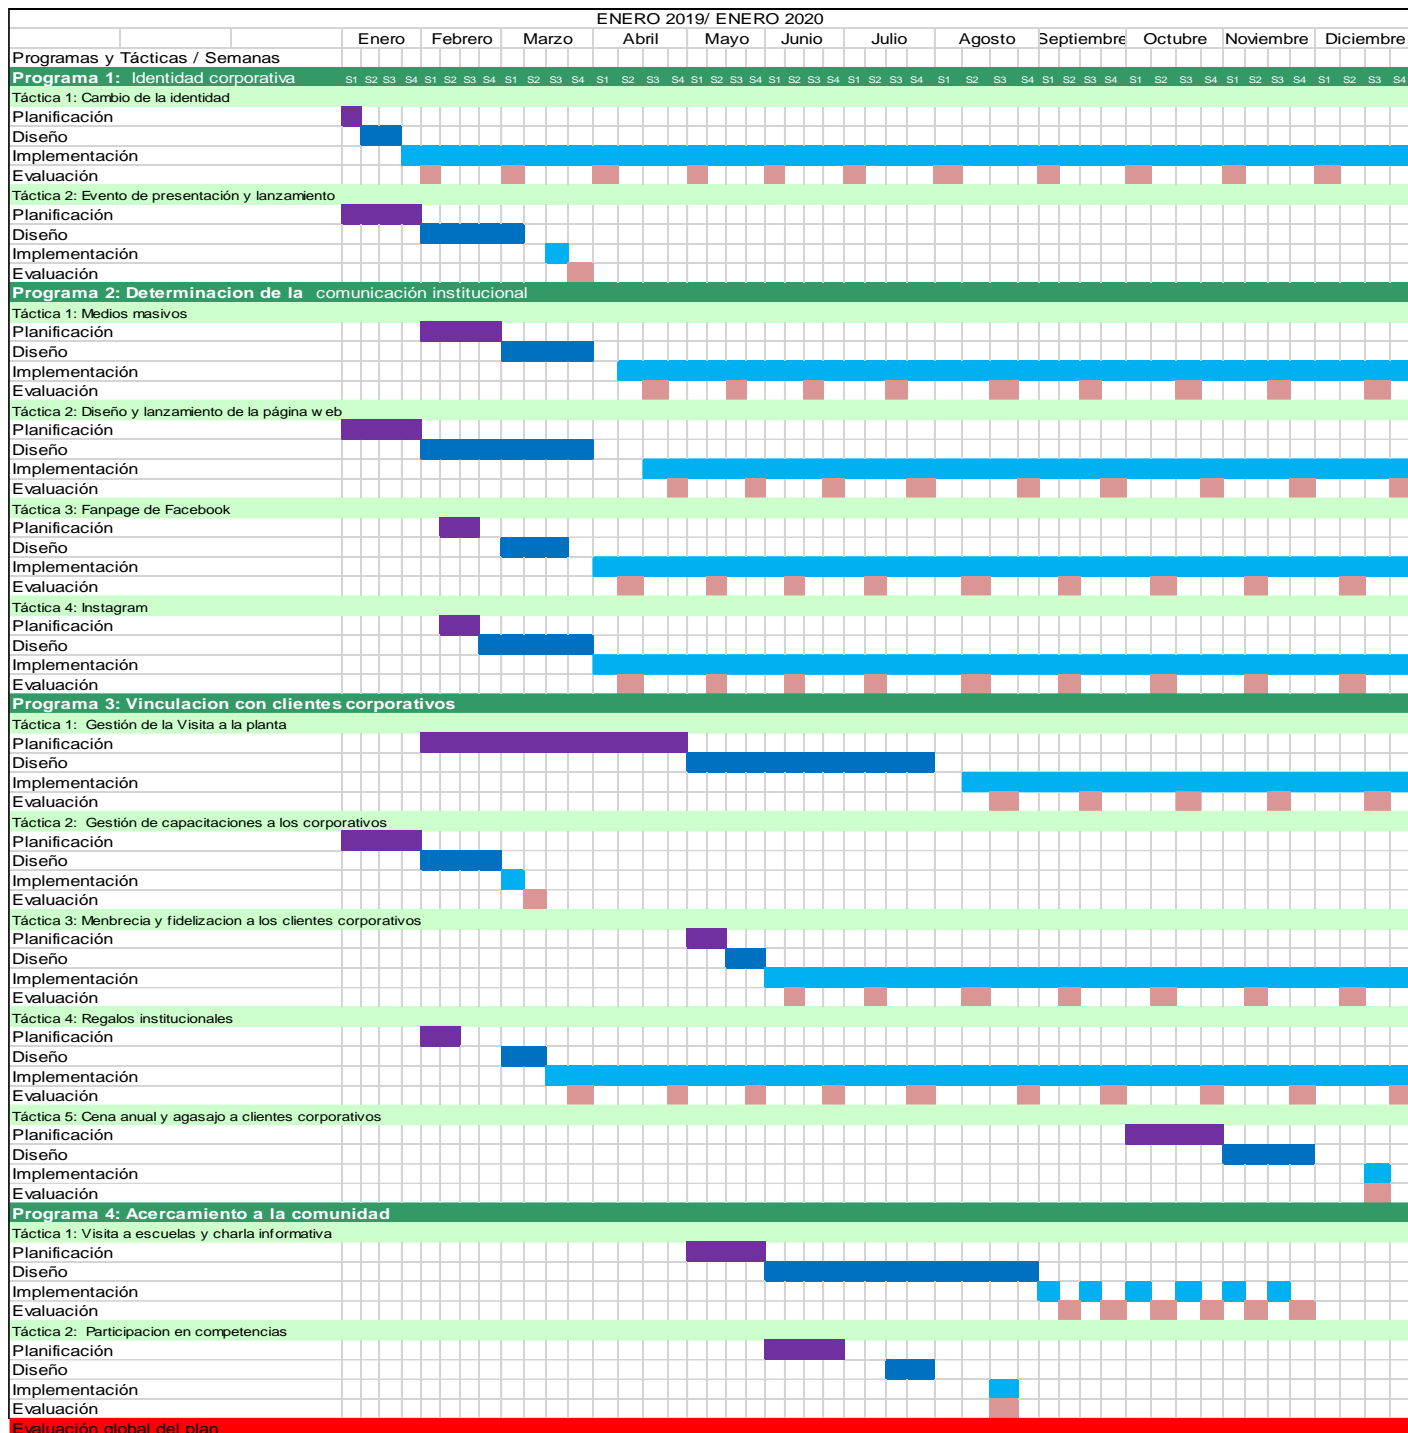 ENERO 2019/ ENERO 2020
Enero Febrero Marzo Abril Mayo Junio Julio Agosto Septiembre Octubre Noviembre Diciembre
Programas y Tácticas / Semanas
Programa 1: Identidad corporativa S1 S2 S3 S4 S1 S2 S3 S4 S1 S2 S3 S4 S1 S2 S3 S4 S1 S2 S3 S4 S1 S2 S3 S4 S1 S2 S3 S4 S1 S2 S3 S4 S1 S2 S3 S4 S1 S2 S3 S4 S1 S2 S3 S4 S1 S2 S3 S4
Táctica 1: Cambio de la identidad
Planificación
Diseño
Implementación
Evaluación
Táctica 2: Evento de presentación y lanzamiento
Planificación
Diseño
Implementación
Evaluación
Programa 2: Determinacion de la comunicación institucional
Táctica 1: Medios masivos
Planificación
Diseño
Implementación
Evaluación
Táctica 2: Diseño y lanzamiento de la página web
Planificación
Diseño
Implementación
Evaluación
Táctica 3: Fanpage de Facebook
Planificación
Diseño
Implementación
Evaluación
Táctica 4: Instagram
Planificación
Diseño
Implementación
Evaluación
Programa 3: Vinculacion con clientes corporativos
Táctica 1: Gestión de la Visita a la planta
Planificación
Diseño
Implementación
Evaluación
Táctica 2: Gestión de capacitaciones a los corporativos
Planificación
Diseño
Implementación
Evaluación
Táctica 3: Menbrecia y fidelizacion a los clientes corporativos
Planificación
Diseño
Implementación
Evaluación
Táctica 4: Regalos institucionales
Planificación
Diseño
Implementación
Evaluación
Táctica 5: Cena anual y agasajo a clientes corporativos
Planificación
Diseño
Implementación
Evaluación
Programa 4: Acercamiento a la comunidad
Táctica 1: Visita a escuelas y charla informativa
Planificación
Diseño
Implementación
Evaluación
Táctica 2: Participacion en competencias
Planificación
Diseño
Implementación
Evaluación
Evaluación global del plan